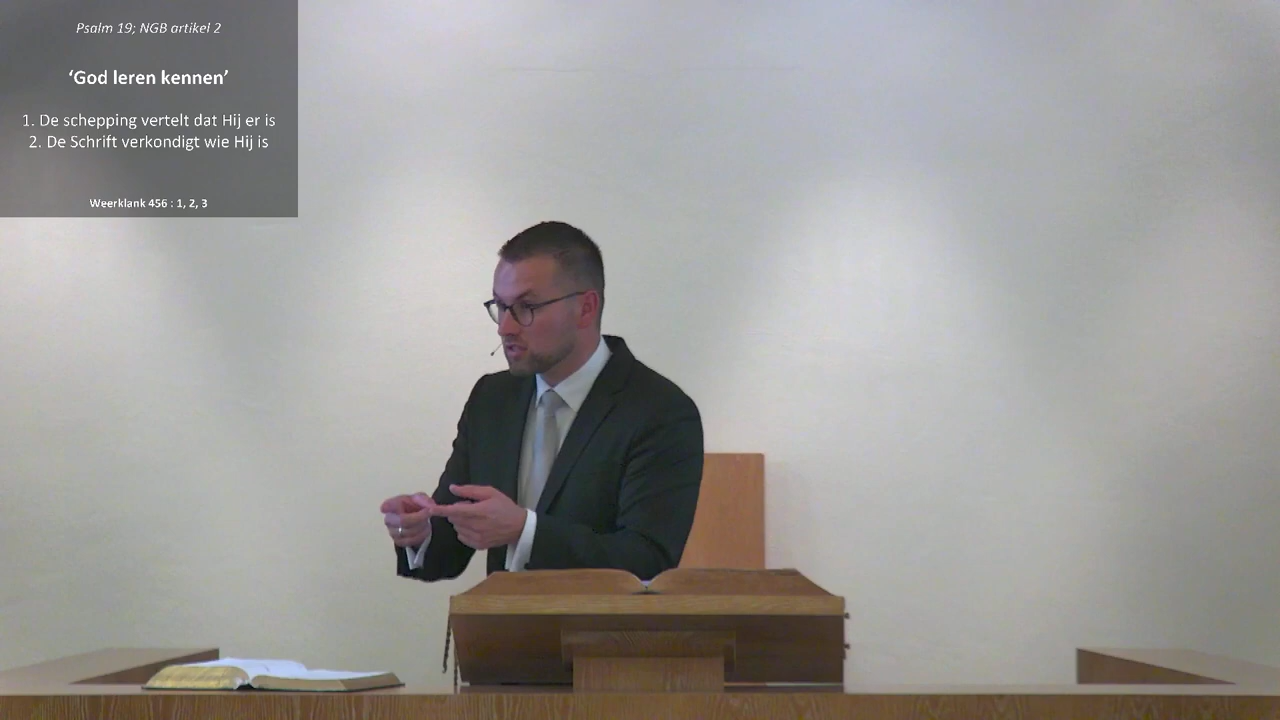 Psalm 19; NGB artikel 2
‘God leren kennen’
1. De schepping vertelt dat Hij er is
2. De Schrift verkondigt wie Hij is
Weerklank 456 : 1, 2, 3